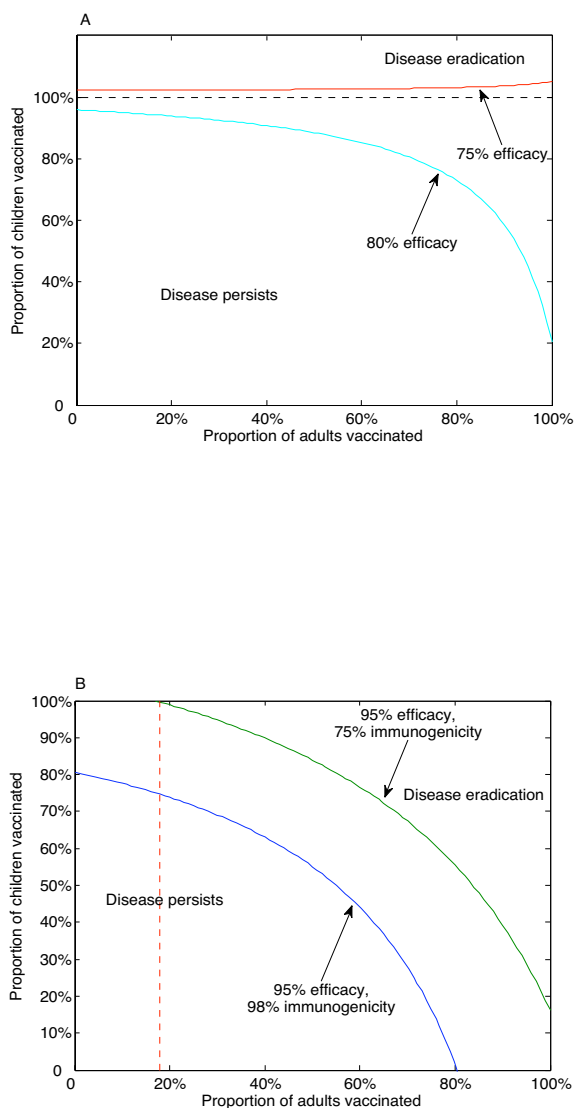 A
Disease eradication
100%
75% efficacy
80%
80% efficacy
60%
40%
Disease persists
20%
0
0 20% 40% 60% 80% 100%
Proportion of adults vaccinated
Proportion of children vaccinated
B
100%
95% efficacy,
75% immunogenicity
90%
80%
Disease eradication
70%
60%
50%
Disease persists
40%
30%
95% efficacy,
98% immunogenicity
20%
10%
0
0 20% 40% 60% 80% 100%
Proportion of adults vaccinated
Proportion of children vaccinated